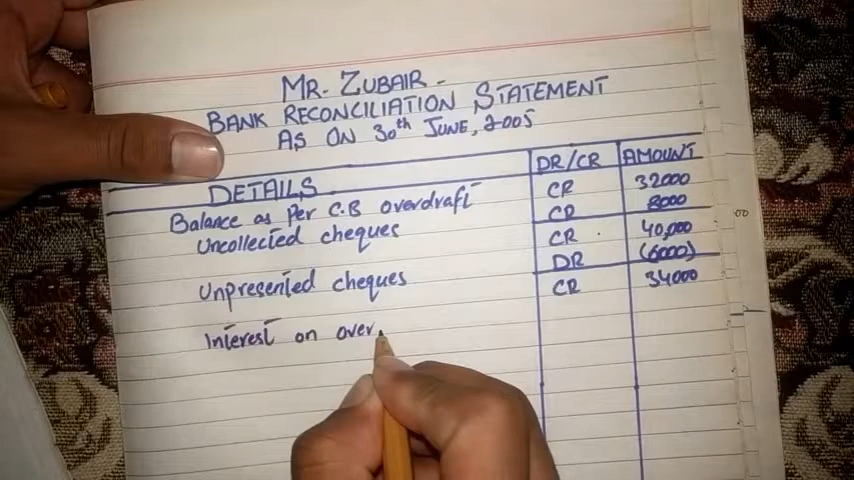 MR. ZUBAIR.
BANK RECONCILIATION STATEMENT
AS ON 30th JUNE, 2005
DETAILS DR/CR AMOUNT
Balance as Per C.B overdraft CR 32000
Uncollected cheques CR 8000
CR 40,000
Unpresented cheques DR (6000)
CR 34000
Interest on over